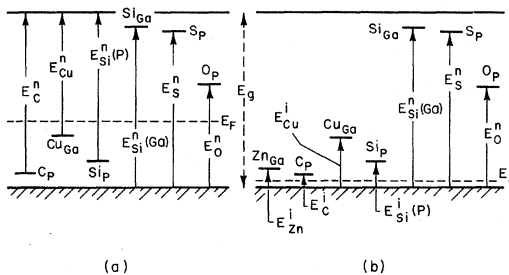 Si_Ga
S_P
E^n_C
E^n_Cu
E^n_Si(P)
E^n_S
O_P
E_F
Cu_Ga
E^n_Si(Ga)
E^n_O
C_P
Si_P
(a)
E_g
Si_Ga
S_P
E^n_S
O_P
E^i_Cu
Cu_Ga
E^n_Si(Ga)
Zn_Ga
C_P
Si_P
E^n_O
E^i_Zn
E^i_C
E^i_Si(P)
(b)